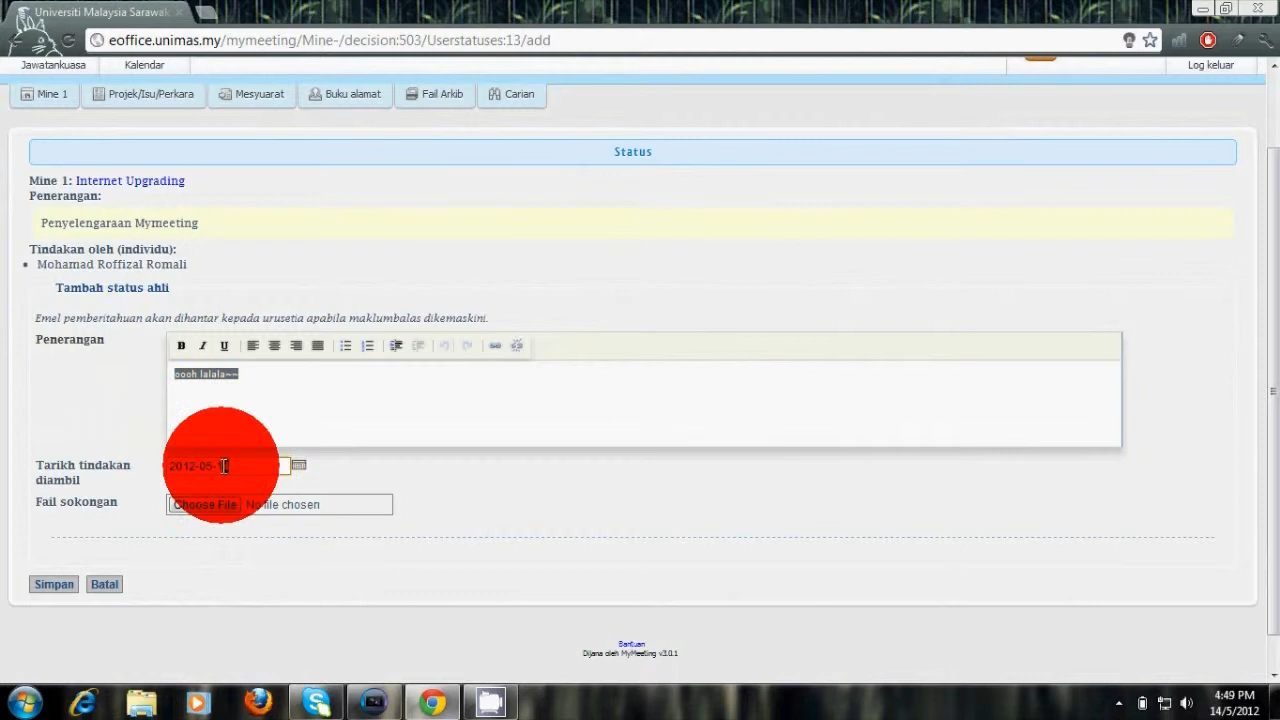 Universiti Malaysia Sarawak
eoffice.unimas.my/mymeeting/Mine-/decision:503/Userstatuses:13/add
Jawatankuasa Kalendar Log keluar
Mine 1 Projek/Isu/Perkara Mesyuarat Buku alamat Fail Arkib Carian
Status
Mine 1: Internet Upgrading
Penerangan:
Penyelengaraan Mymeeting
Tindakan oleh (individu):
Mohamad Roffizal Romali
Tambah status ahli
Emel pemberitahuan akan dihantar kepada urusetia apabila maklumbalas dikemaskini.
Penerangan
B I U
oooh lalala~~
Tarikh tindakan diambil
2012-05-
Fail sokongan
Choose File No file chosen
Simpan Batal
Bantuan
Dijana oleh MyMeeting v3.0.1
4:49 PM
14/5/2012